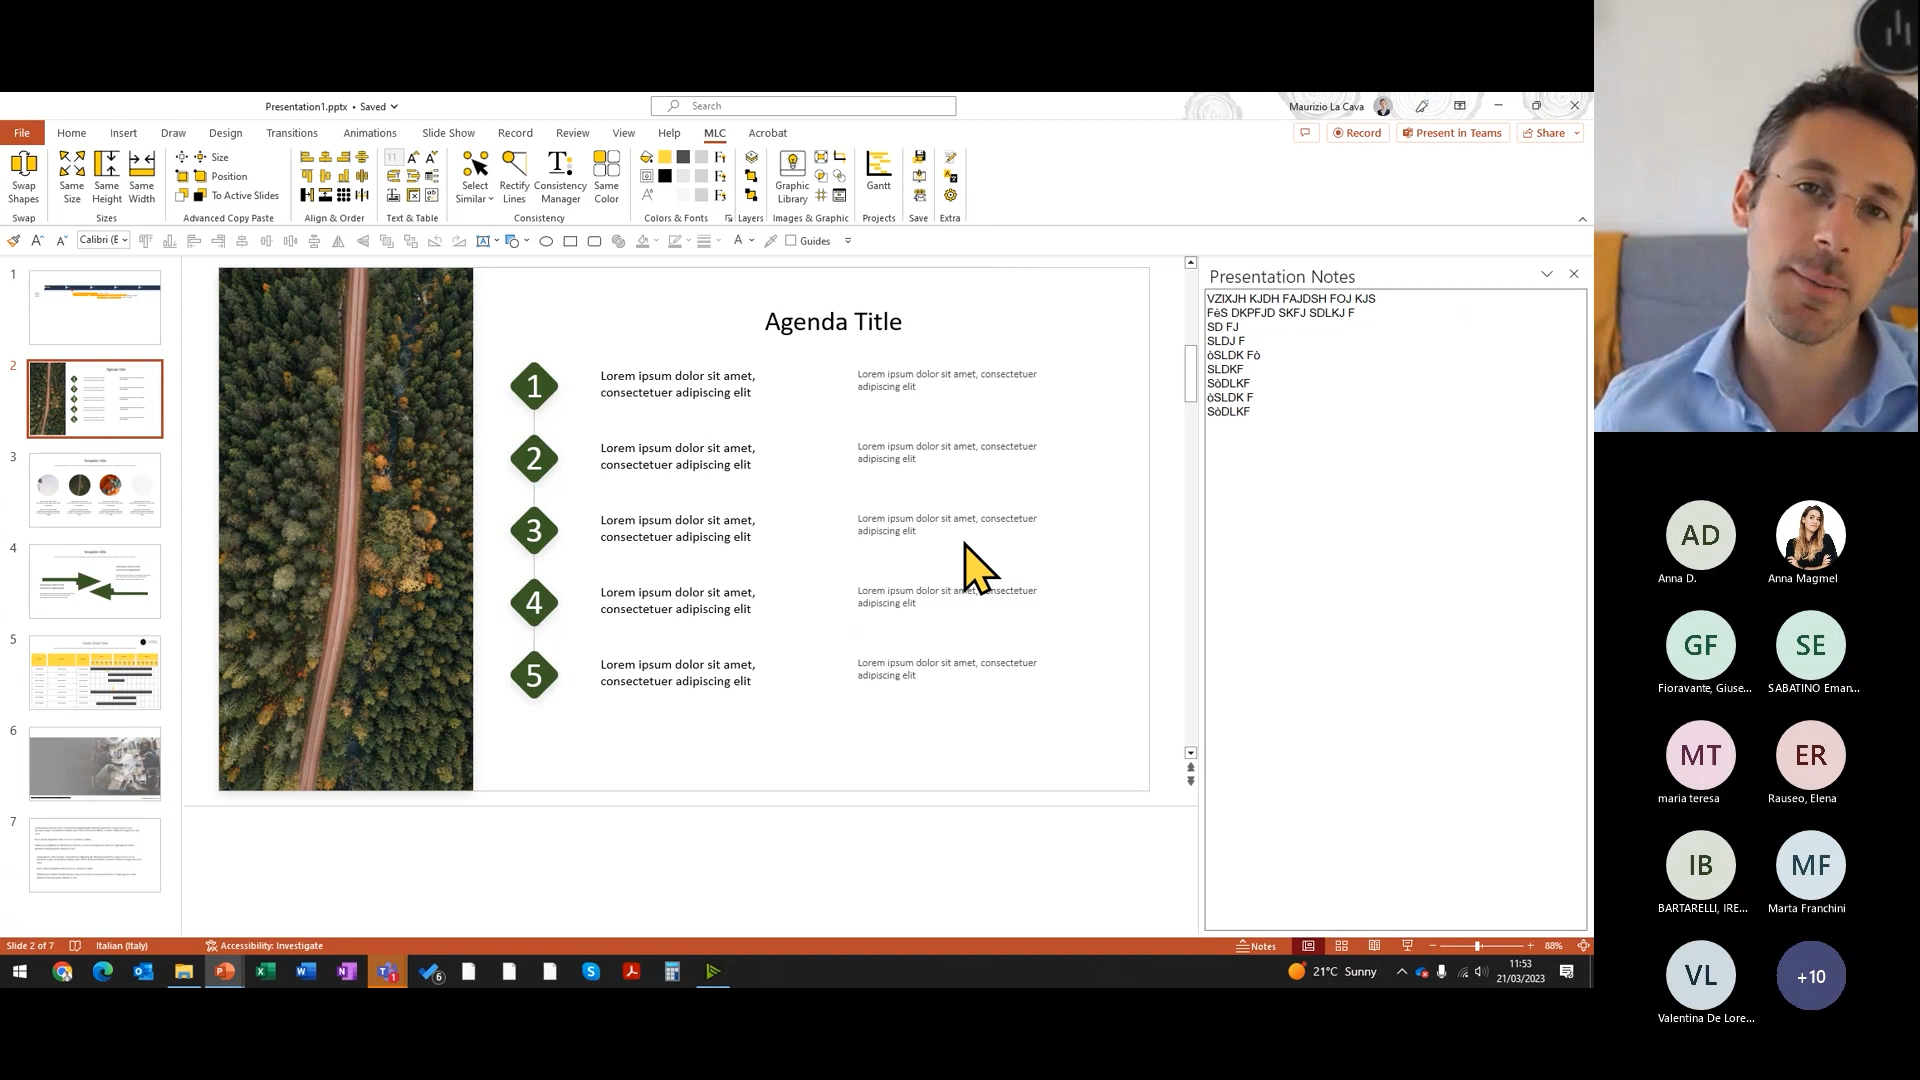 Presentation1.pptx • Saved
Search
Maurizio La Cava
File Home Insert Draw Design Transitions Animations Slide Show Record Review View Help MLC Acrobat
Record Present in Teams Share
Swap Shapes
Same Size
Same Height
Same Width
Size
Position
To Active Slides
11
Select Similar
Rectify Lines
Consistency Manager
Same Color
Graphic Library
Gantt
Swap Sizes Advanced Copy Paste Align & Order Text & Table Consistency Colors & Fonts Layers Images & Graphic Projects Save Extra
Calibri (E
Guides
1
2
3
4
5
6
7
Agenda Title
1
Lorem ipsum dolor sit amet,
consectetuer adipiscing elit
Lorem ipsum dolor sit amet, consectetuer
adipiscing elit
2
Lorem ipsum dolor sit amet,
consectetuer adipiscing elit
Lorem ipsum dolor sit amet, consectetuer
adipiscing elit
3
Lorem ipsum dolor sit amet,
consectetuer adipiscing elit
Lorem ipsum dolor sit amet, consectetuer
adipiscing elit
4
Lorem ipsum dolor sit amet,
consectetuer adipiscing elit
Lorem ipsum dolor sit amet, consectetuer
adipiscing elit
5
Lorem ipsum dolor sit amet,
consectetuer adipiscing elit
Lorem ipsum dolor sit amet, consectetuer
adipiscing elit
Presentation Notes
VZIXJH KJDH FAJDSH FOJ KJS
FèS DKPFJD SKFJ SDLKJ F
SD FJ
SLDJ F
òSLDK Fò
SLDKF
SòDLKF
òSLDK F
SòDLKF
Slide 2 of 7 Italian (Italy) Accessibility: Investigate
Notes
88%
6
21°C Sunny
11:53
21/03/2023
AD
Anna D.
Anna Magmel
GF
Fioravante, Giuse...
SE
SABATINO Eman...
MT
maria teresa
ER
Rauseo, Elena
IB
BARTARELLI, IRE...
MF
Marta Franchini
VL
Valentina De Lore...
+10